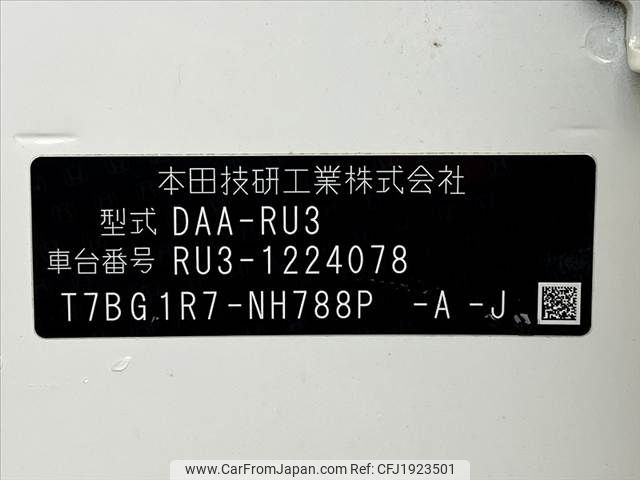 本田技研工業株式会社
型式 DAA-RU3
車台番号 RU3-1224078
T7BG1R7-NH788P -A -J
www.CarFromJapan.com - CFJ1923501